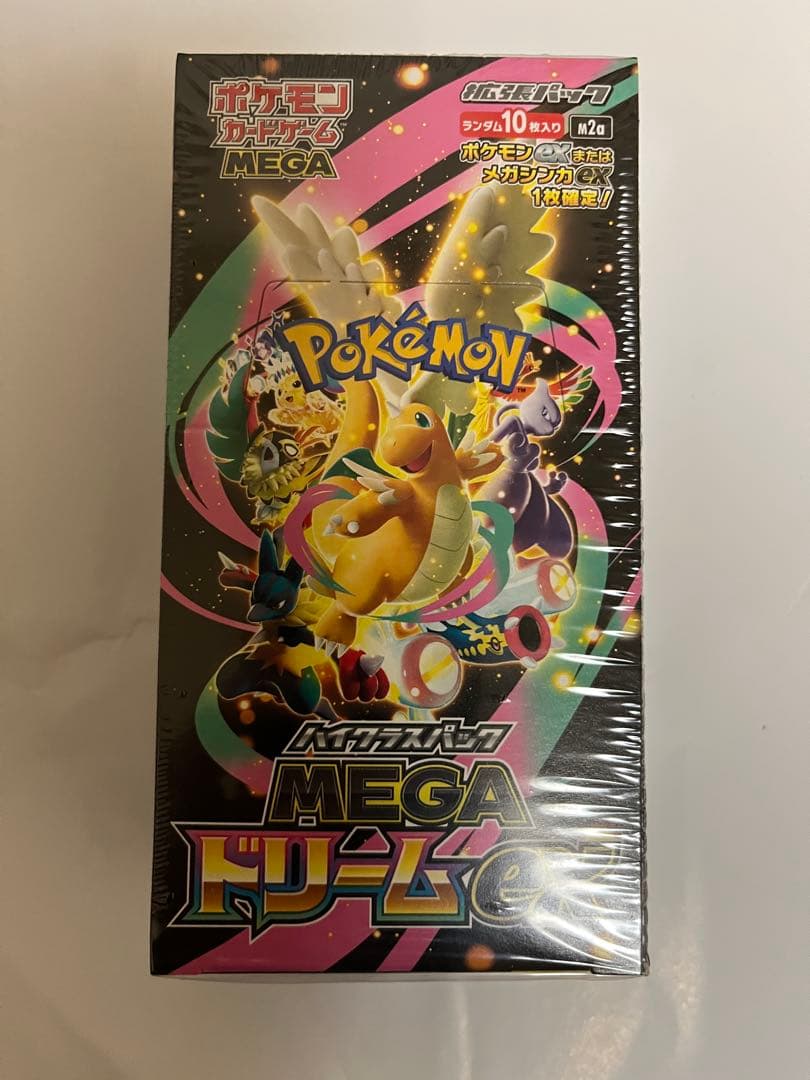 ポケモン
カードゲーム
MEGA
拡張パック
ランダム10枚入り M2a
ポケモンexまたは
メガシンカex
1枚確定!
POKéMON
ハイクラスパック
MEGA
ドリームex